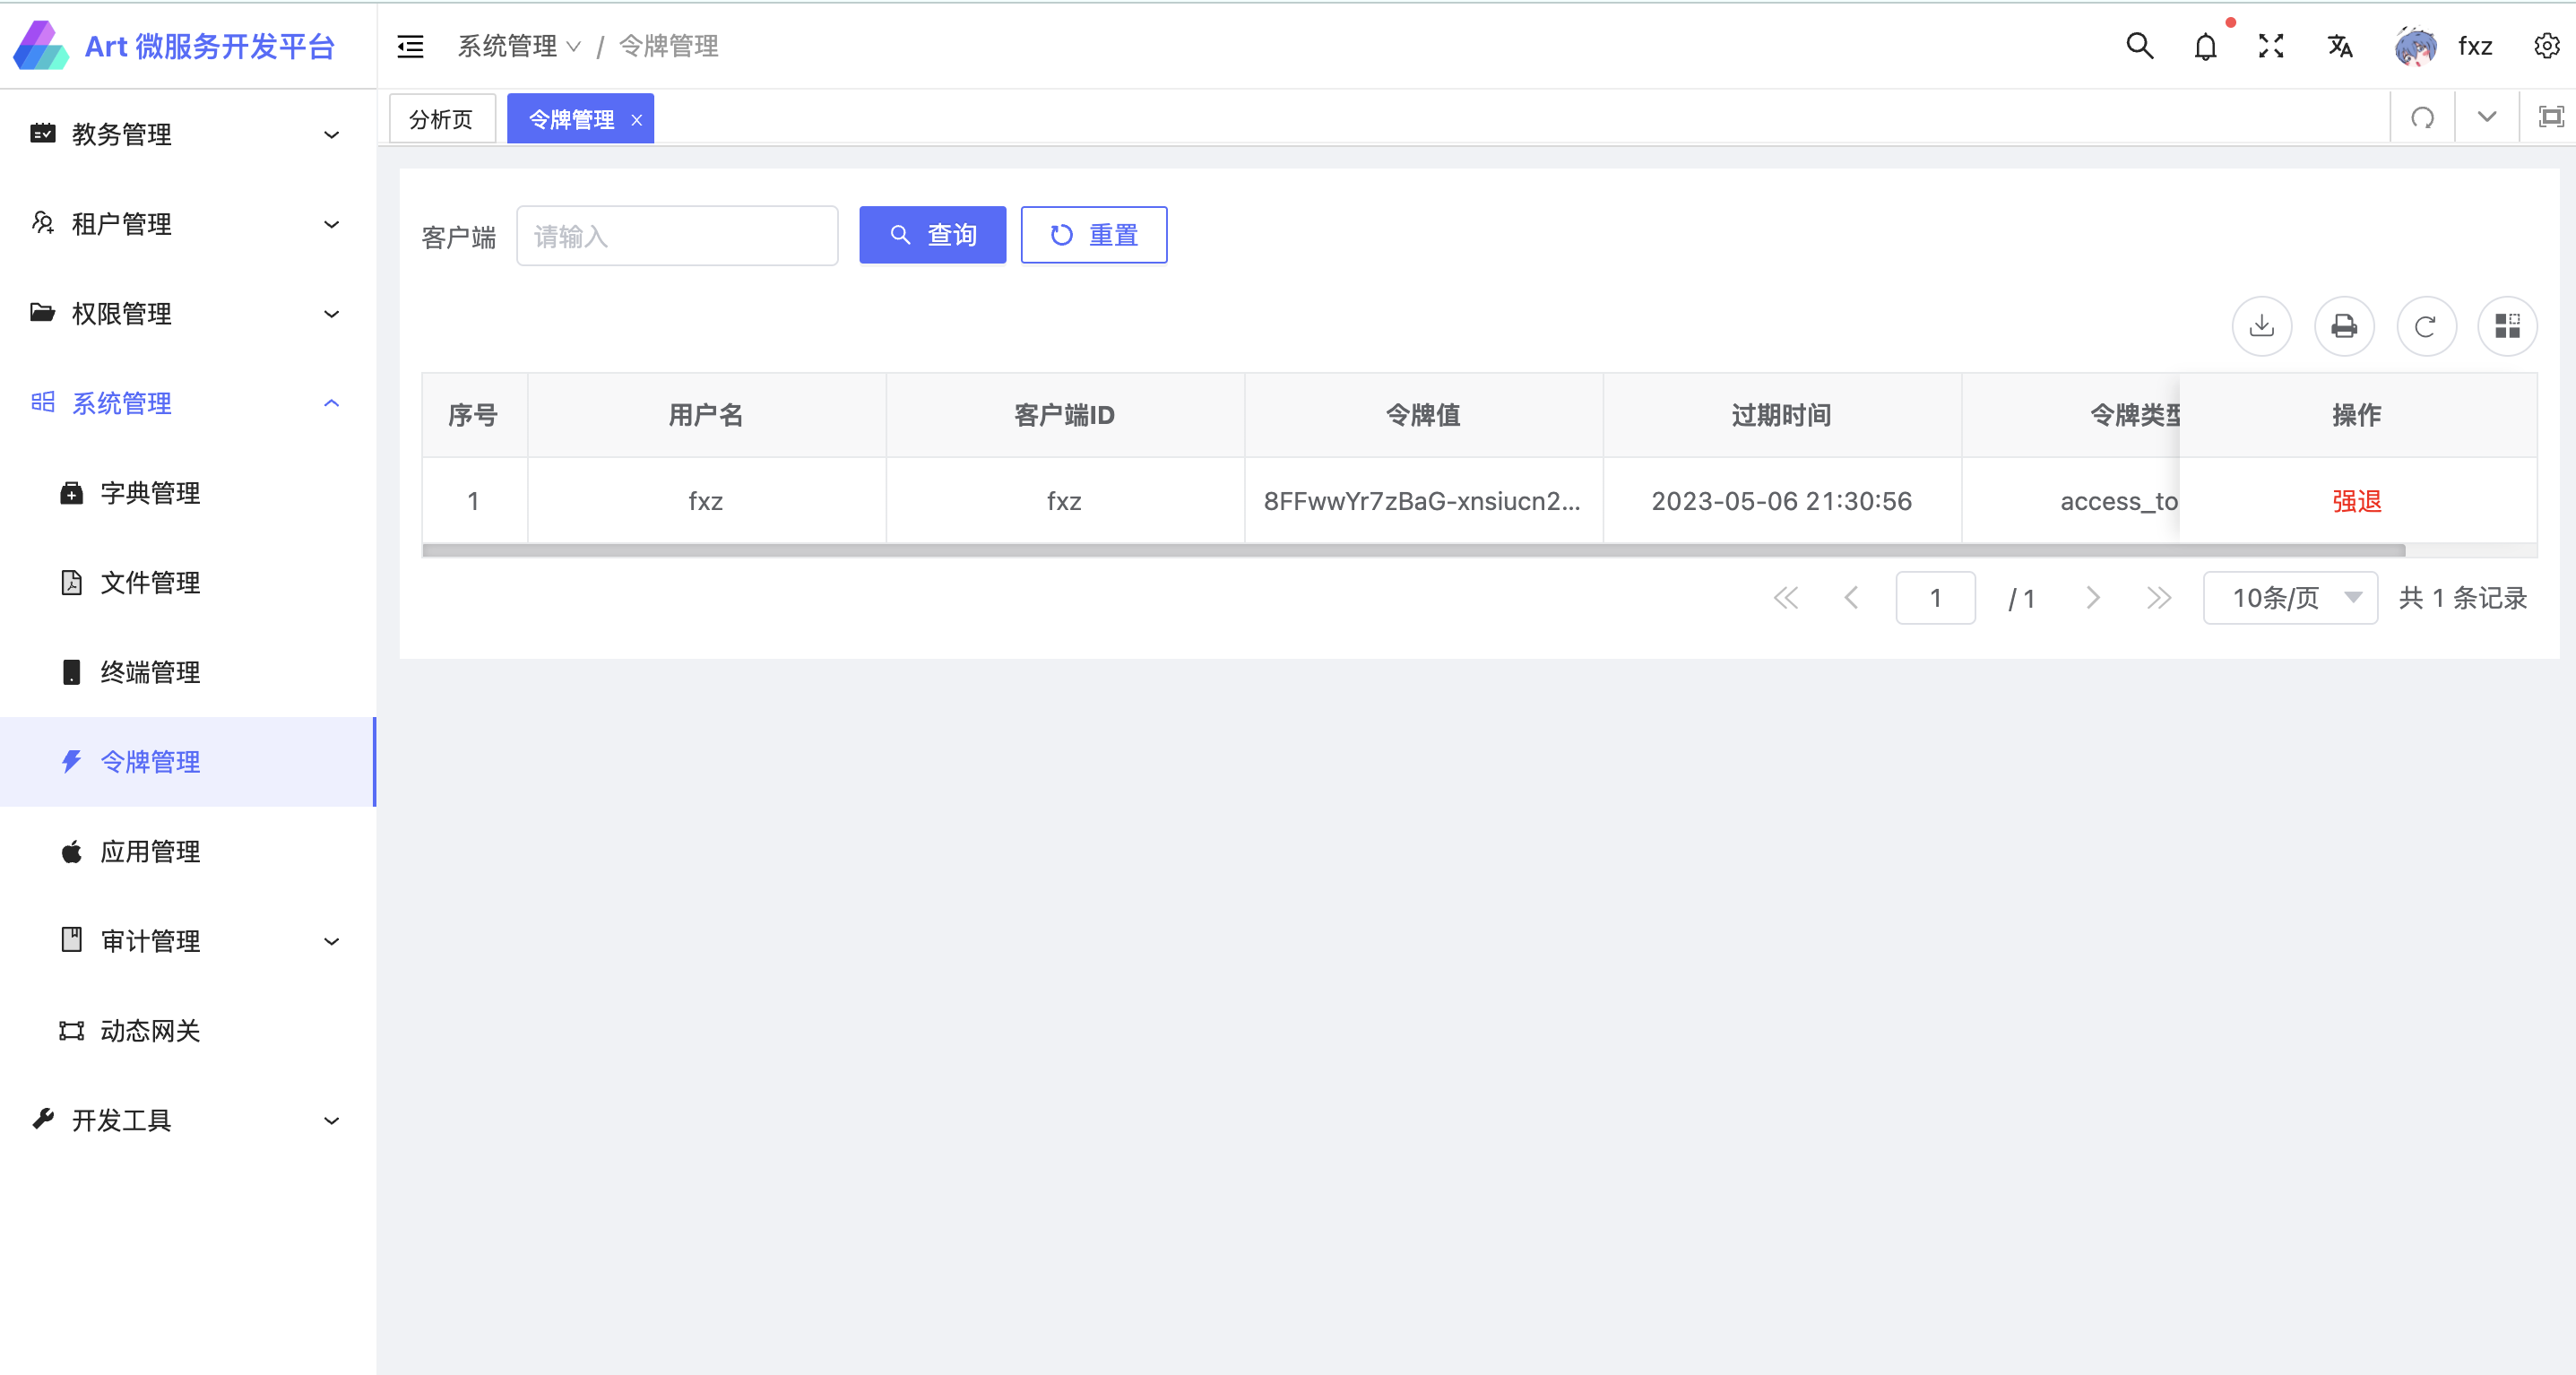 Art 微服务开发平台
系统管理 / 令牌管理
fxz
分析页
令牌管理
教务管理
租户管理
权限管理
系统管理
字典管理
文件管理
终端管理
令牌管理
应用管理
审计管理
动态网关
开发工具
客户端 请输入 查询 重置
序号 用户名 客户端ID 令牌值 过期时间 令牌类型 操作
1 fxz fxz 8FFwwYr7zBaG-xnsiucn2... 2023-05-06 21:30:56 access_to 强退
1 / 1 10条/页 共 1 条记录